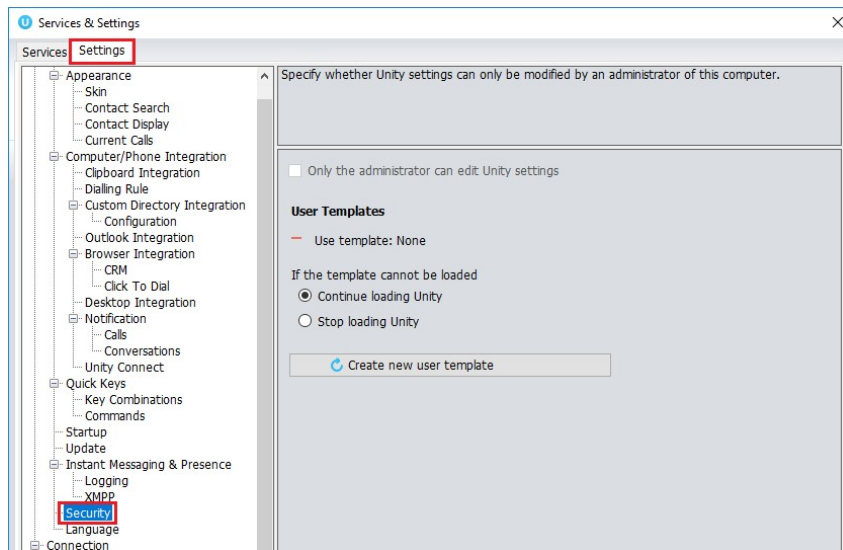 Services & Settings
Services
Settings
Appearance
Skin
Contact Search
Contact Display
Current Calls
Computer/Phone Integration
Clipboard Integration
Dialling Rule
Custom Directory Integration
Configuration
Outlook Integration
Browser Integration
CRM
Click To Dial
Desktop Integration
Notification
Calls
Conversations
Unity Connect
Quick Keys
Key Combinations
Commands
Startup
Update
Instant Messaging & Presence
Logging
XMPP
Security
Language
Connection
Specify whether Unity settings can only be modified by an administrator of this computer.
Only the administrator can edit Unity settings
User Templates
Use template: None
If the template cannot be loaded
Continue loading Unity
Stop loading Unity
Create new user template